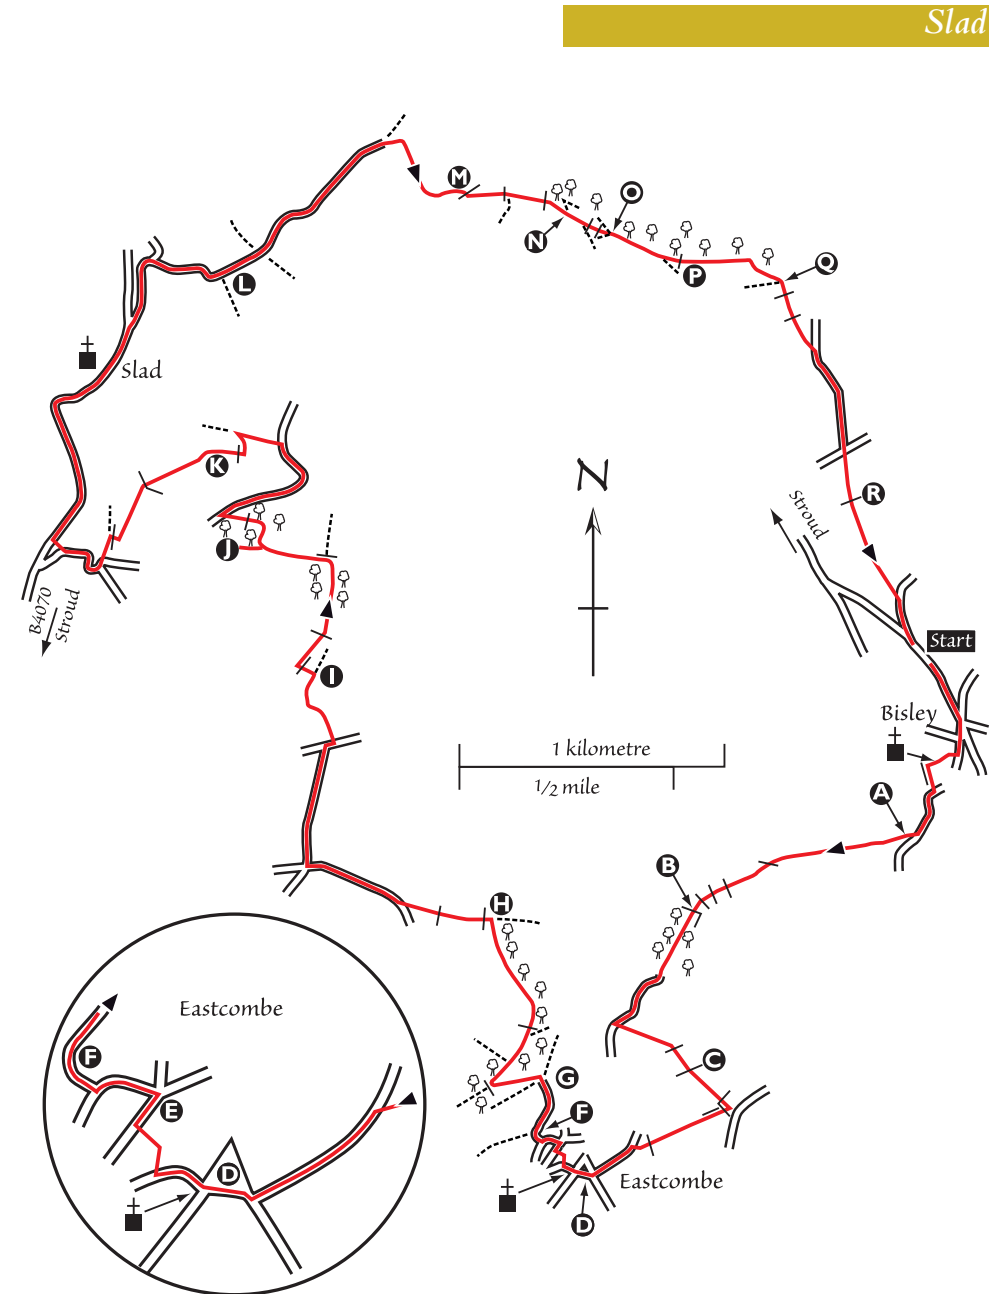 Slad
M
O
N
P
Q
L
Slad
K
N
R
Stroud
J
B4070
Stroud
Start
I
Bisley
1 kilometre
1/2 mile
A
B
H
Eastcombe
C
F
G
E
F
D
Eastcombe
D